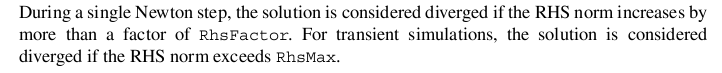 During a single Newton step, the solution is considered diverged if the RHS norm increases by
more than a factor of RhsFactor. For transient simulations, the solution is considered
diverged if the RHS norm exceeds RhsMax.